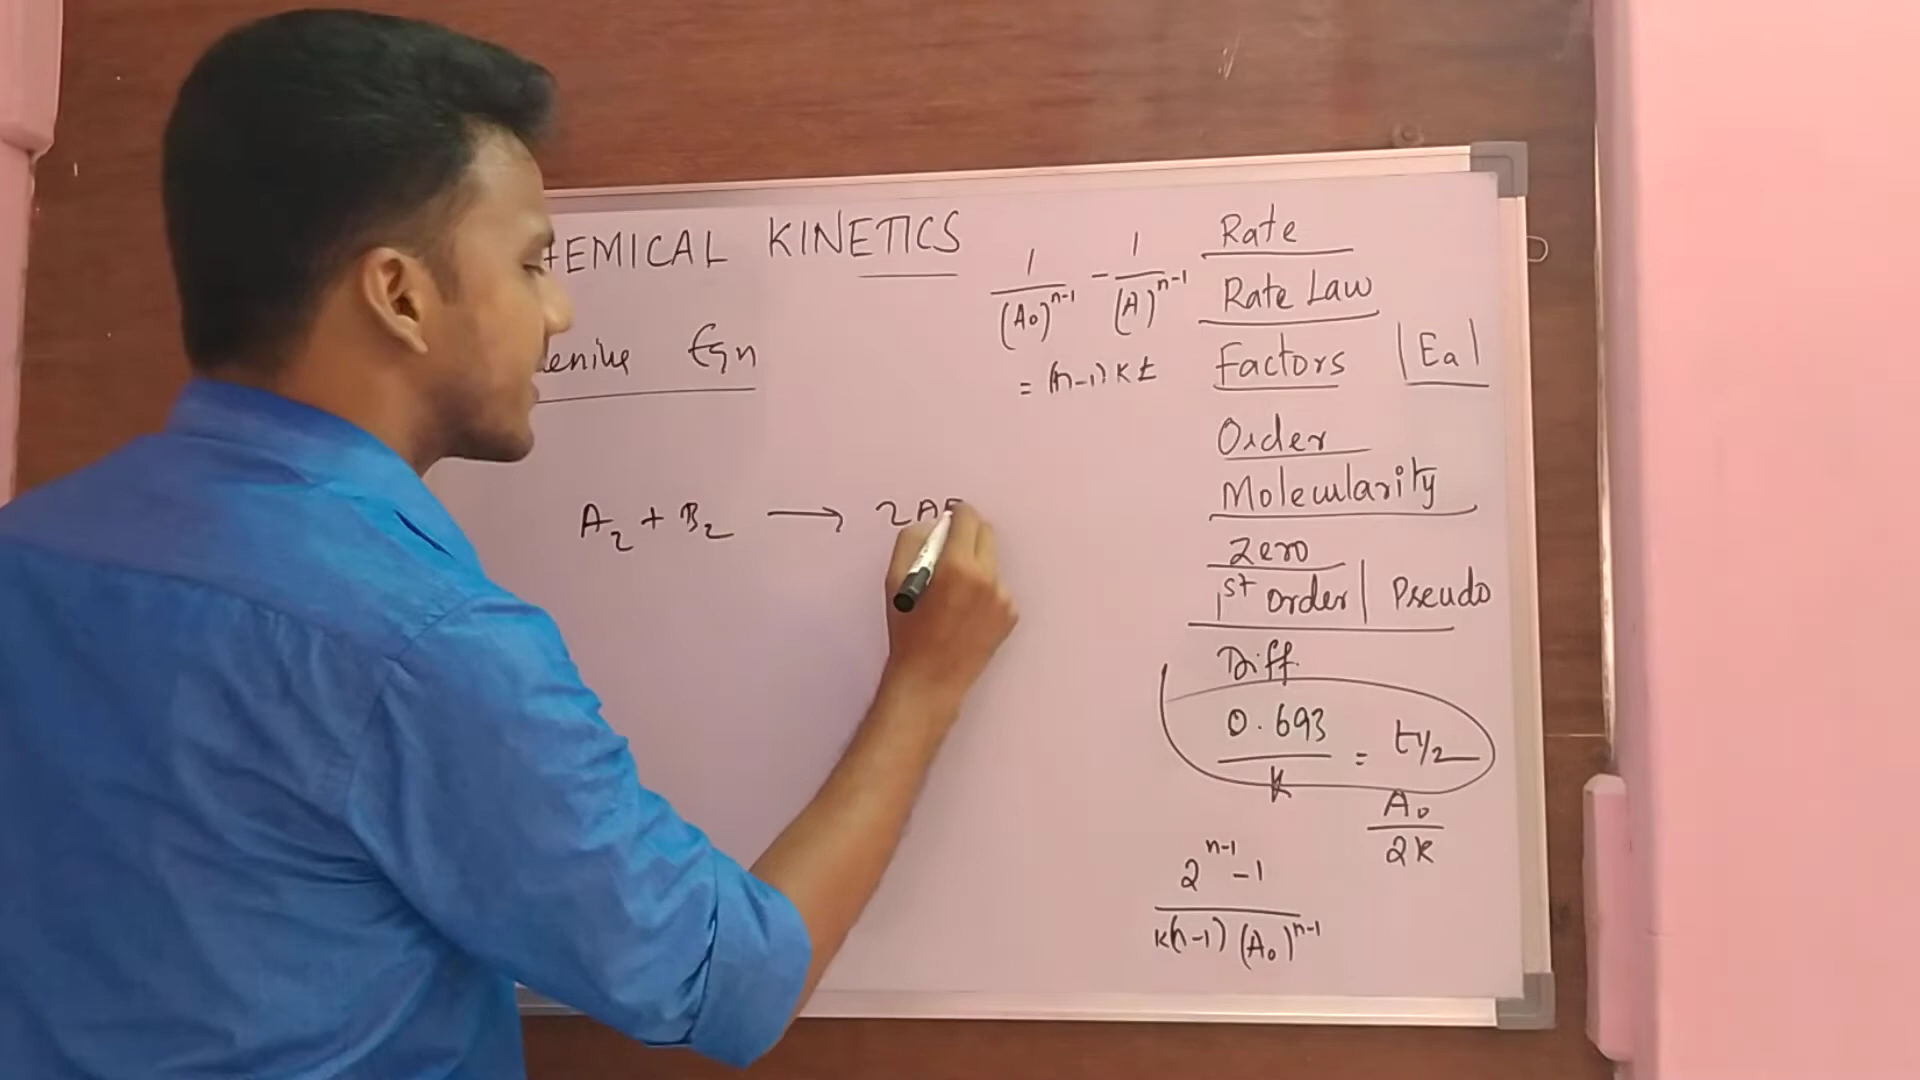 HEMICAL KINETICS
enius Eqn
A₂ + B₂ ⟶ 2AB
1/(A₀)ⁿ⁻¹ - 1/(A)ⁿ⁻¹
= (n-1) K t
Rate
Rate Law
Factors | Ea |
Order
Molecularity
Zero
1st order | Pseudo
Diff.
0.693/K = t1/2
A₀/2K
2ⁿ⁻¹ - 1/K(n-1) (A₀)ⁿ⁻¹